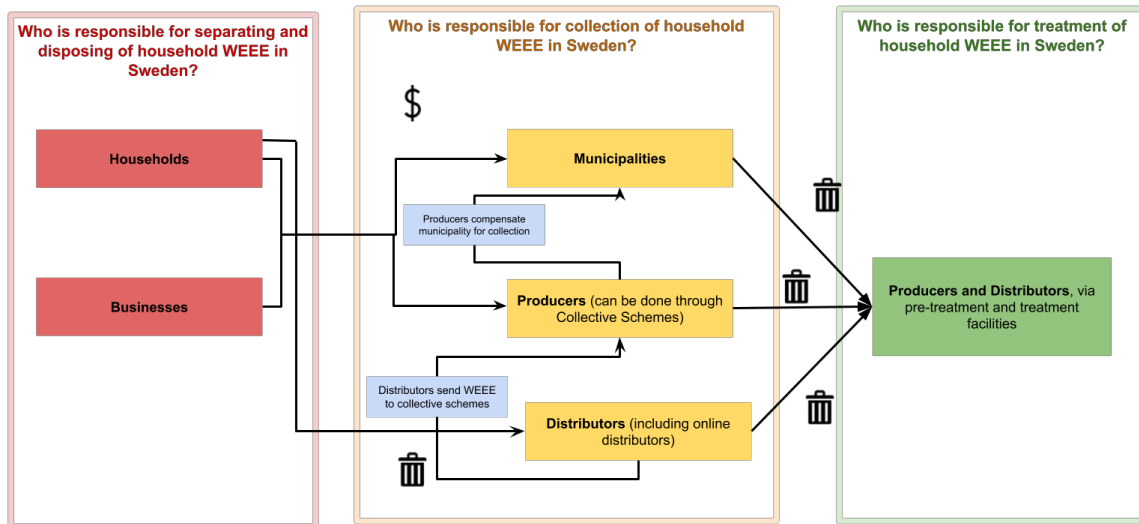 Who is responsible for separating and
disposing of household WEEE in
Sweden?
Who is responsible for collection of household
WEEE in Sweden?
Who is responsible for treatment of
household WEEE in Sweden?
$
Households
Municipalities
Producers compensate
municipality for collection
Businesses
Producers (can be done through
Collective Schemes)
Producers and Distributors, via
pre-treatment and treatment
facilities
Distributors send WEEE
to collective schemes
Distributors (including online
distributors)